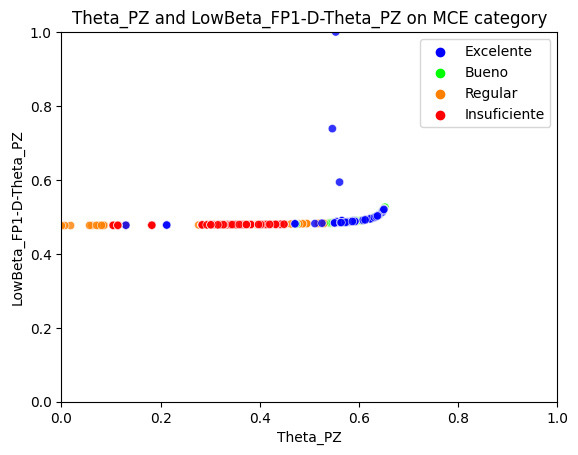 Theta_PZ and LowBeta_FP1-D-Theta_PZ on MCE category
Excelente
Bueno
Regular
Insuficiente
LowBeta_FP1-D-Theta_PZ
1.0
0.8
0.6
0.4
0.2
0.0
0.0 0.2 0.4 0.6 0.8 1.0
Theta_PZ